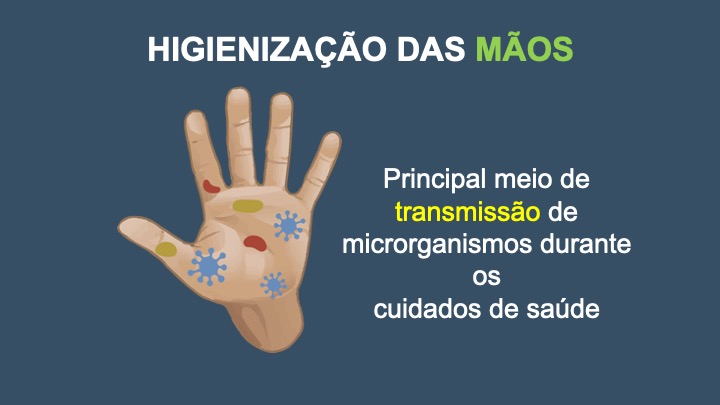 HIGIENIZAÇÃO DAS MÃOS
Principal meio de
transmissão de
microrganismos durante
os
cuidados de saúde